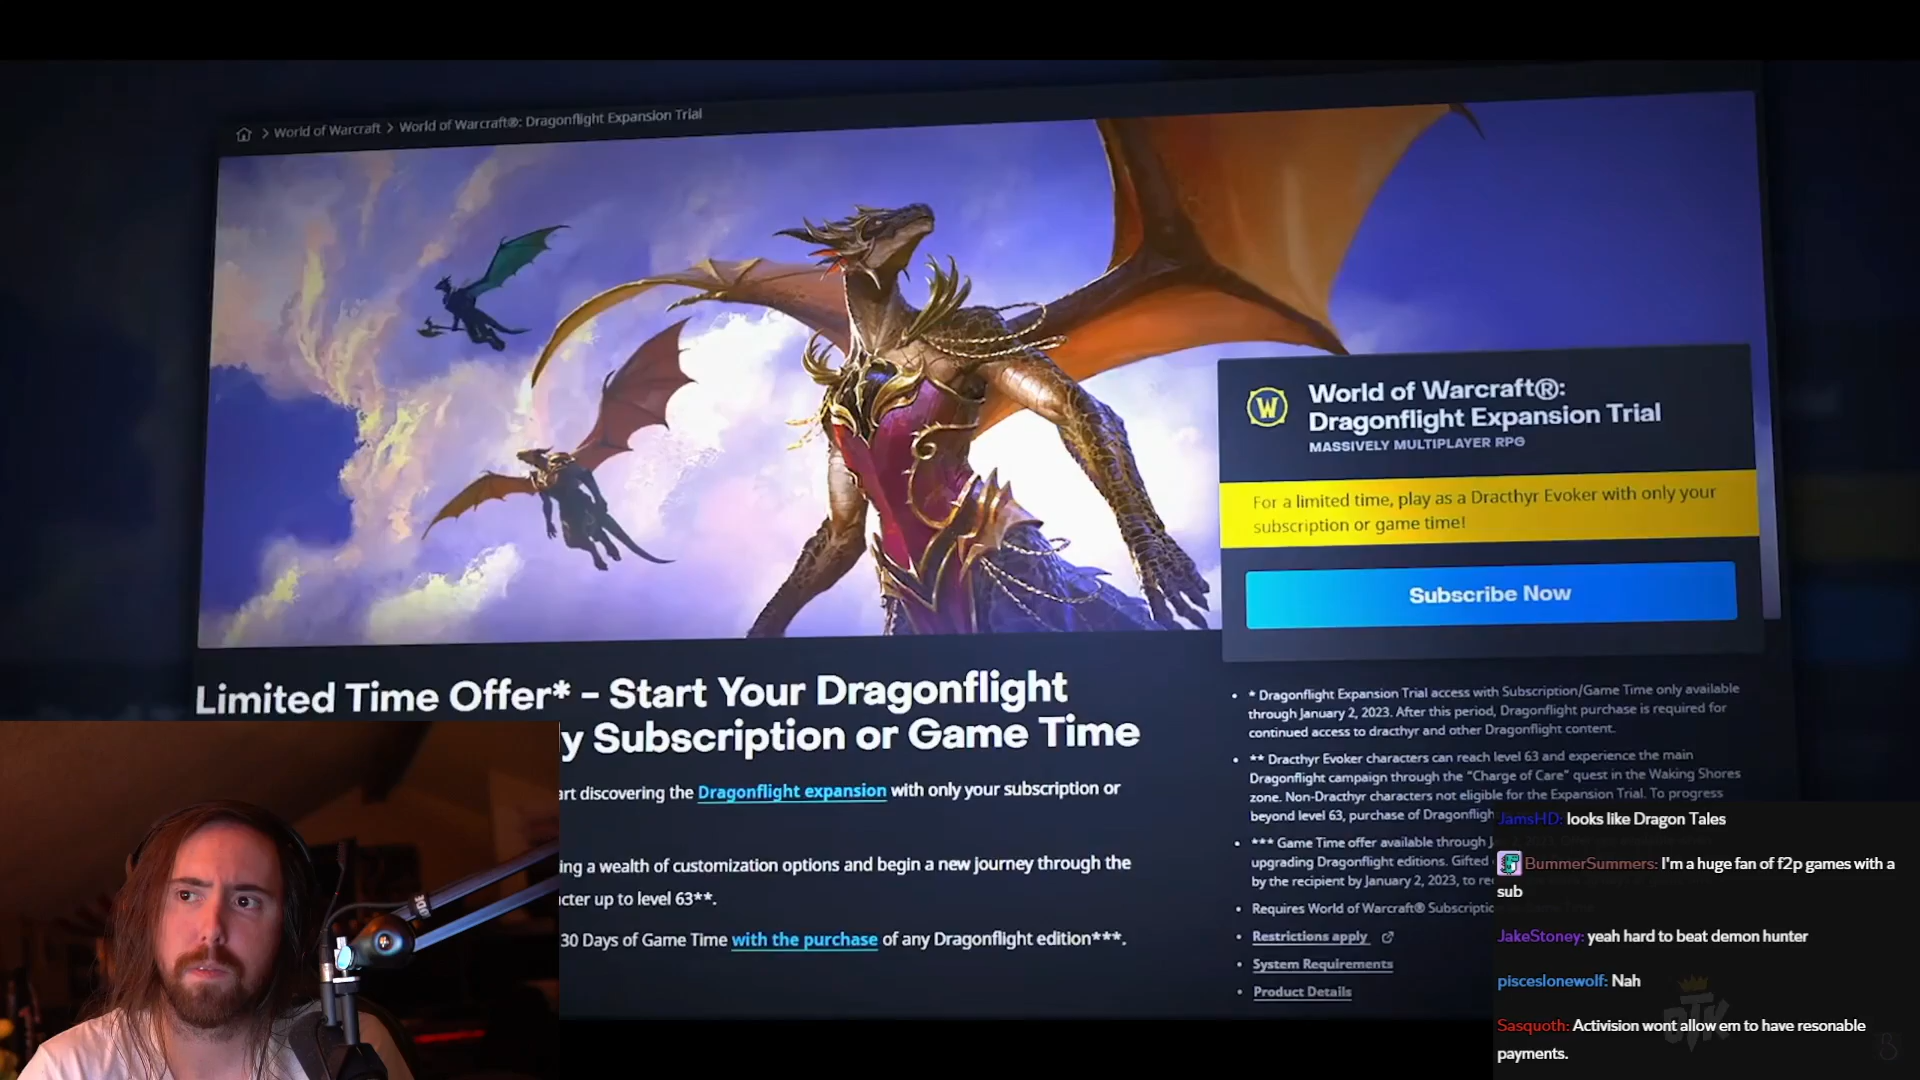 World of Warcraft > World of Warcraft®: Dragonflight Expansion Trial
W
World of Warcraft®:
Dragonflight Expansion Trial
MASSIVELY MULTIPLAYER RPG
For a limited time, play as a Dracthyr Evoker with only your
subscription or game time!
Subscribe Now
Limited Time Offer* – Start Your Dragonflight
y Subscription or Game Time
art discovering the Dragonflight expansion with only your subscription or
ing a wealth of customization options and begin a new journey through the
acter up to level 63**.
30 Days of Game Time with the purchase of any Dragonflight edition***.
• * Dragonflight Expansion Trial access with Subscription/Game Time only available
through January 2, 2023. After this period, Dragonflight purchase is required for
continued access to dracthyr and other Dragonflight content.
• ** Dracthyr Evoker characters can reach level 63 and experience the main
Dragonflight campaign through the "Charge of Care" quest in the Waking Shores
zone. Non-Dracthyr characters not eligible for the Expansion Trial. To progress
beyond level 63, purchase of Dragonfligh
• *** Game Time offer available through J
upgrading Dragonflight editions. Gifted
by the recipient by January 2, 2023, to re
• Requires World of Warcraft® Subscriptio
• Restrictions apply
• System Requirements
• Product Details
JamsHD: looks like Dragon Tales
BummerSummers: I'm a huge fan of f2p games with a
sub
JakeStoney: yeah hard to beat demon hunter
pisceslonewolf: Nah
Sasquoth: Activision wont allow em to have resonable
payments.
OTK